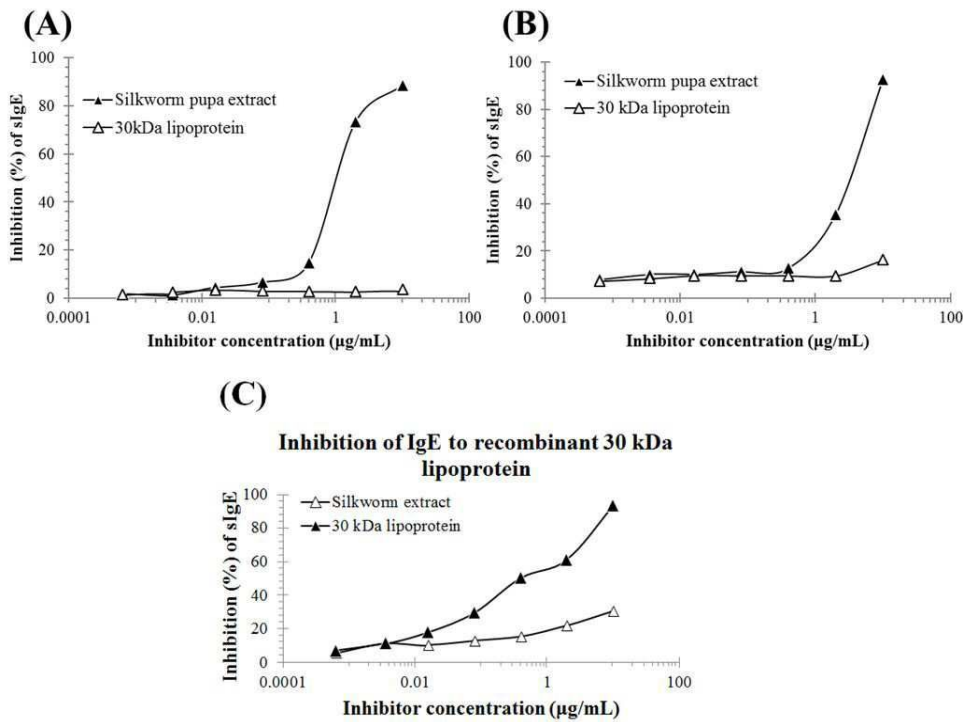 (A)
100
80
60
40
20
0
Inhibition (%) of sIgE
Silkworm pupa extract
30kDa lipoprotein
0.0001
0.01
1
100
Inhibitor concentration (µg/mL)
(B)
100
80
60
40
20
0
Inhibition (%) of sIgE
Silkworm pupa extract
30 kDa lipoprotein
0.0001
0.01
1
100
Inhibitor concentration (µg/mL)
(C)
Inhibition of IgE to recombinant 30 kDa
lipoprotein
100
80
60
40
20
0
Inhibition (%) of sIgE
Silkworm extract
30 kDa lipoprotein
0.0001
0.01
1
100
Inhibitor concentration (µg/mL)